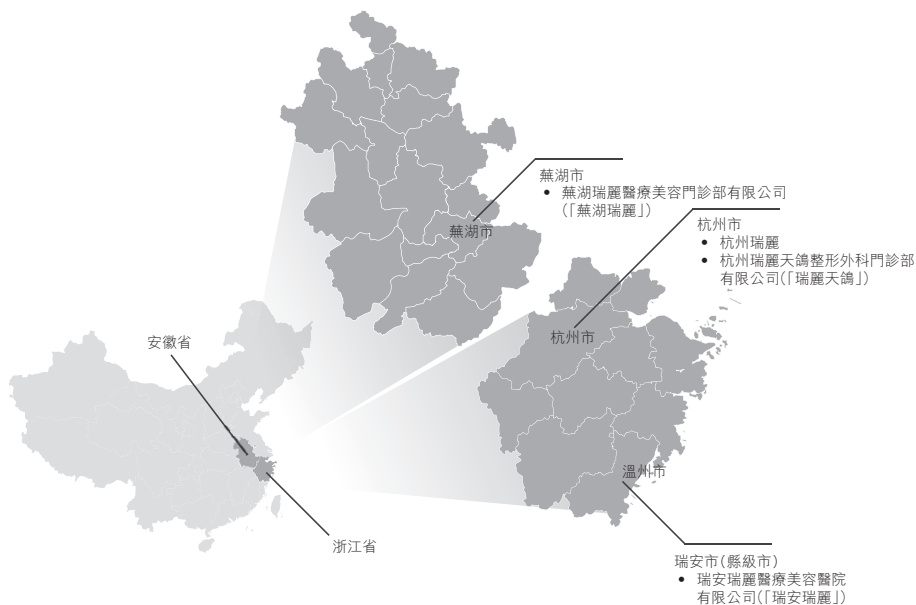 蕪湖市
• 蕪湖瑞麗醫療美容門診部有限公司
(「蕪湖瑞麗」)
杭州市
• 杭州瑞麗
• 杭州瑞麗天鴿整形外科門診部
有限公司(「瑞麗天鴿」)
蕪湖市
杭州市
安徽省
溫州市
浙江省
瑞安市(縣級市)
• 瑞安瑞麗醫療美容醫院
有限公司(「瑞安瑞麗」)